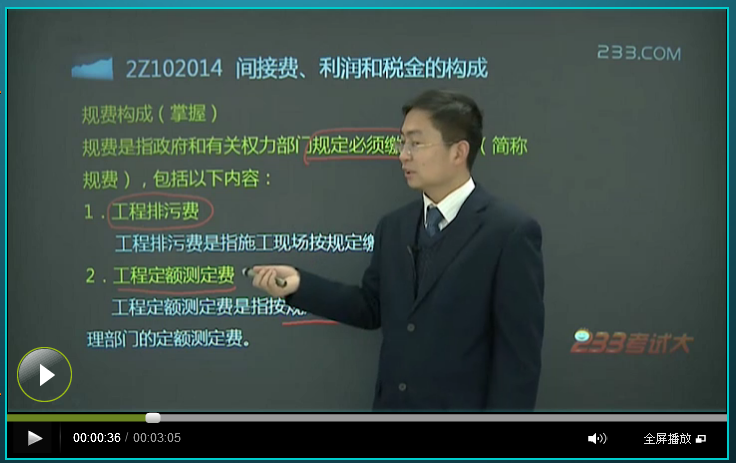 2Z102014 间接费、利润和税金的构成
233.COM
规费构成（掌握）
规费是指政府和有关权力部门规定必须缴（简称
规费），包括以下内容：
1．工程排污费
工程排污费是指施工现场按规定缴
2．工程定额测定费
工程定额测定费是指按规
理部门的定额测定费。
233考试大
00:00:36 / 00:03:05
全屏播放